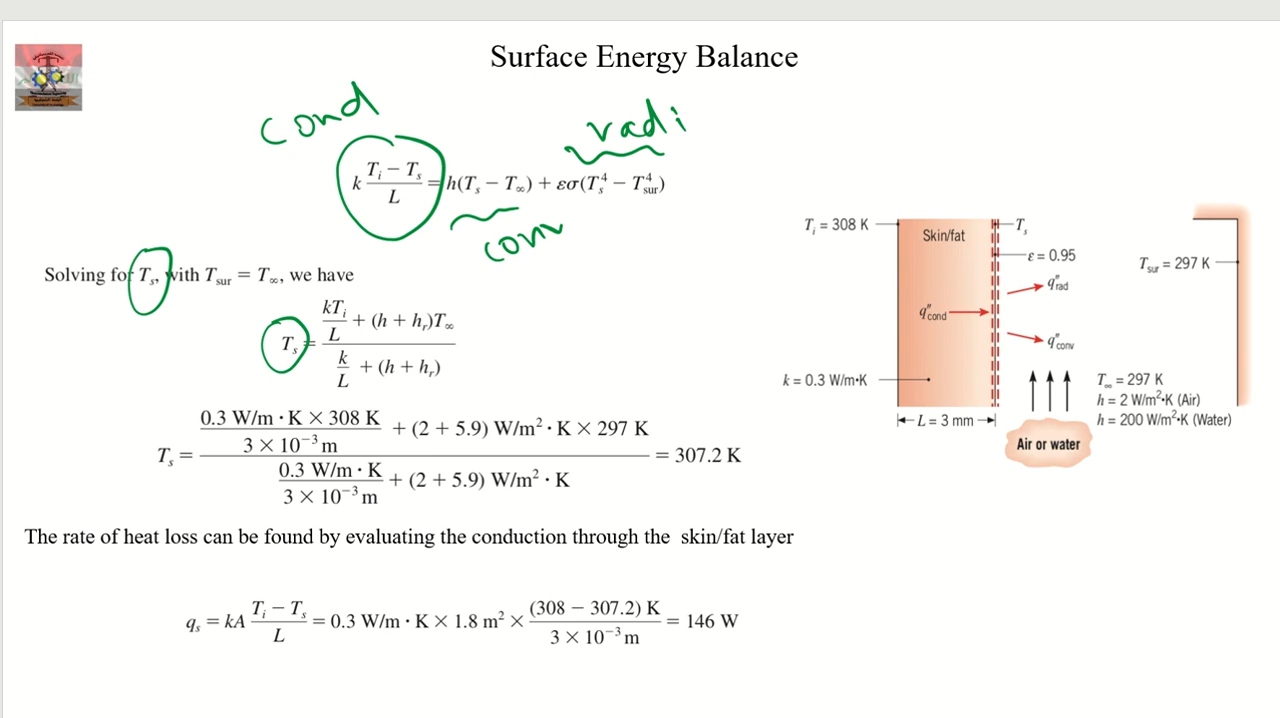 Surface Energy Balance
cond
radi
k (T_i − T_s)/L = h(T_s − T_∞) + εσ(T_s^4 − T_sur^4)
conv
Solving for T_s, with T_sur = T_∞, we have
T_s = (kT_i/L + (h + h_r)T_∞) / (k/L + (h + h_r))
T_s = (0.3 W/m · K × 308 K / 3 × 10^−3 m + (2 + 5.9) W/m^2 · K × 297 K) / (0.3 W/m · K / 3 × 10^−3 m + (2 + 5.9) W/m^2 · K) = 307.2 K
The rate of heat loss can be found by evaluating the conduction through the skin/fat layer
q_s = kA (T_i − T_s)/L = 0.3 W/m · K × 1.8 m^2 × (308 − 307.2) K / 3 × 10^−3 m = 146 W
T_i = 308 K
Skin/fat
T_s
ε = 0.95
T_sur = 297 K
q″_rad
q″_cond
q″_conv
k = 0.3 W/m·K
T_∞ = 297 K
h = 2 W/m^2·K (Air)
h = 200 W/m^2·K (Water)
L = 3 mm
Air or water